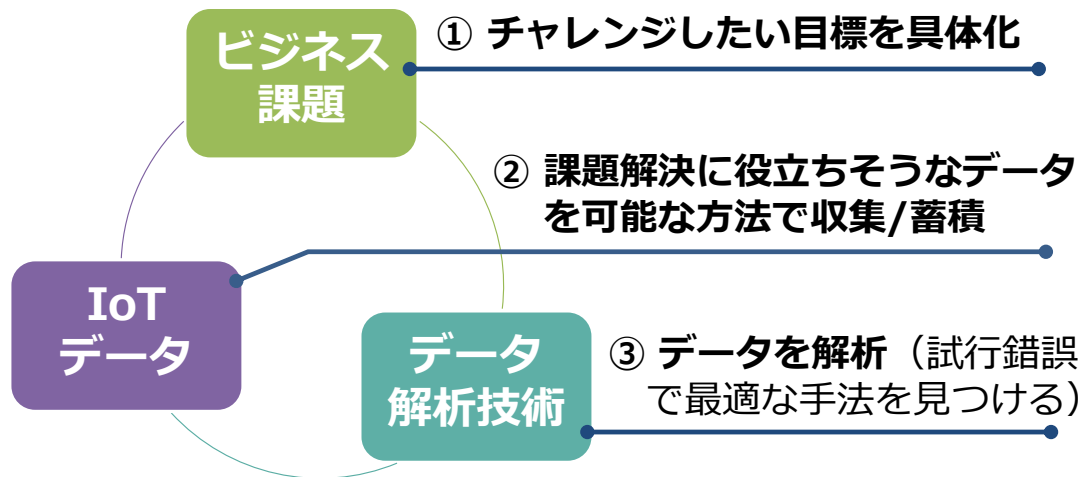 ビジネス
課題
① チャレンジしたい目標を具体化
② 課題解決に役立ちそうなデータ
を可能な方法で収集/蓄積
IoT
データ
データ
解析技術
③ データを解析（試行錯誤
で最適な手法を見つける）